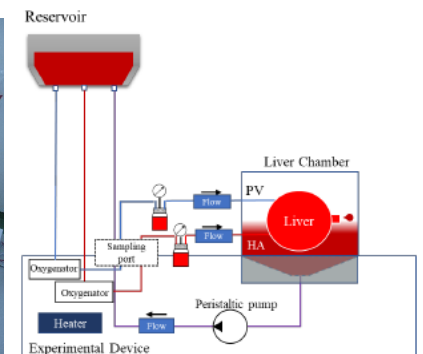 Reservoir
Liver Chamber
PV
Flow
Liver
Flow
HA
Sampling
port
Oxygenator
Oxygenator
Peristaltic pump
Heater
Flow
Experimental Device